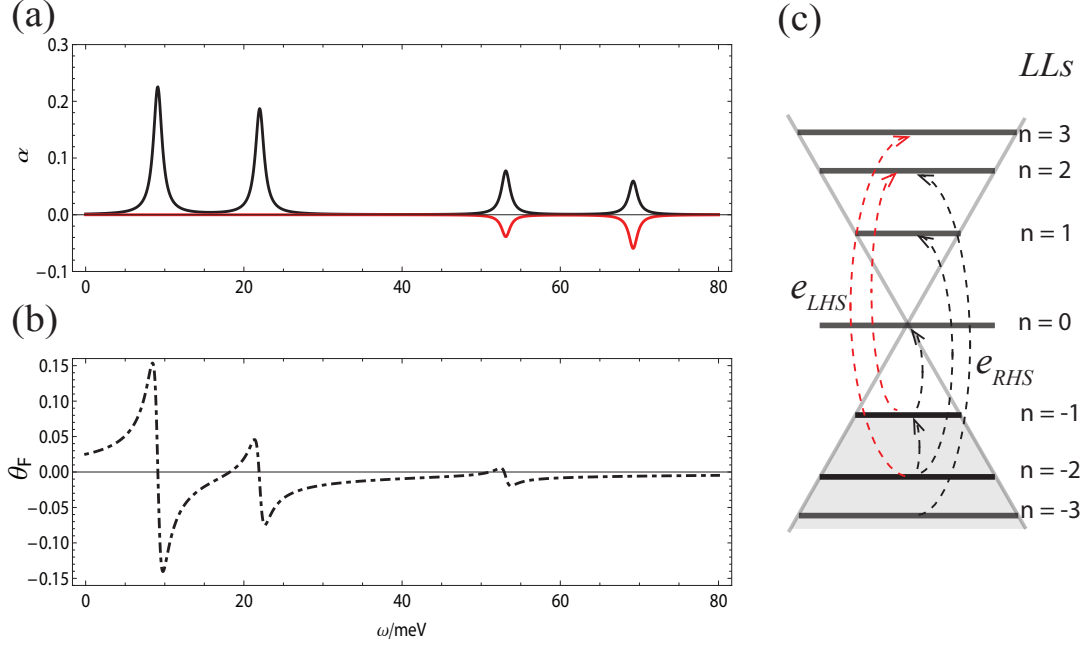 (a)
0.3
0.2
0.1
0.0
−0.1
α
0
20
40
60
80
(b)
0.15
0.10
0.05
0.00
−0.05
−0.10
−0.15
θF
0
20
40
60
80
ω/meV
(c)
LLs
n = 3
n = 2
n = 1
eLHS
n = 0
eRHS
n = -1
n = -2
n = -3